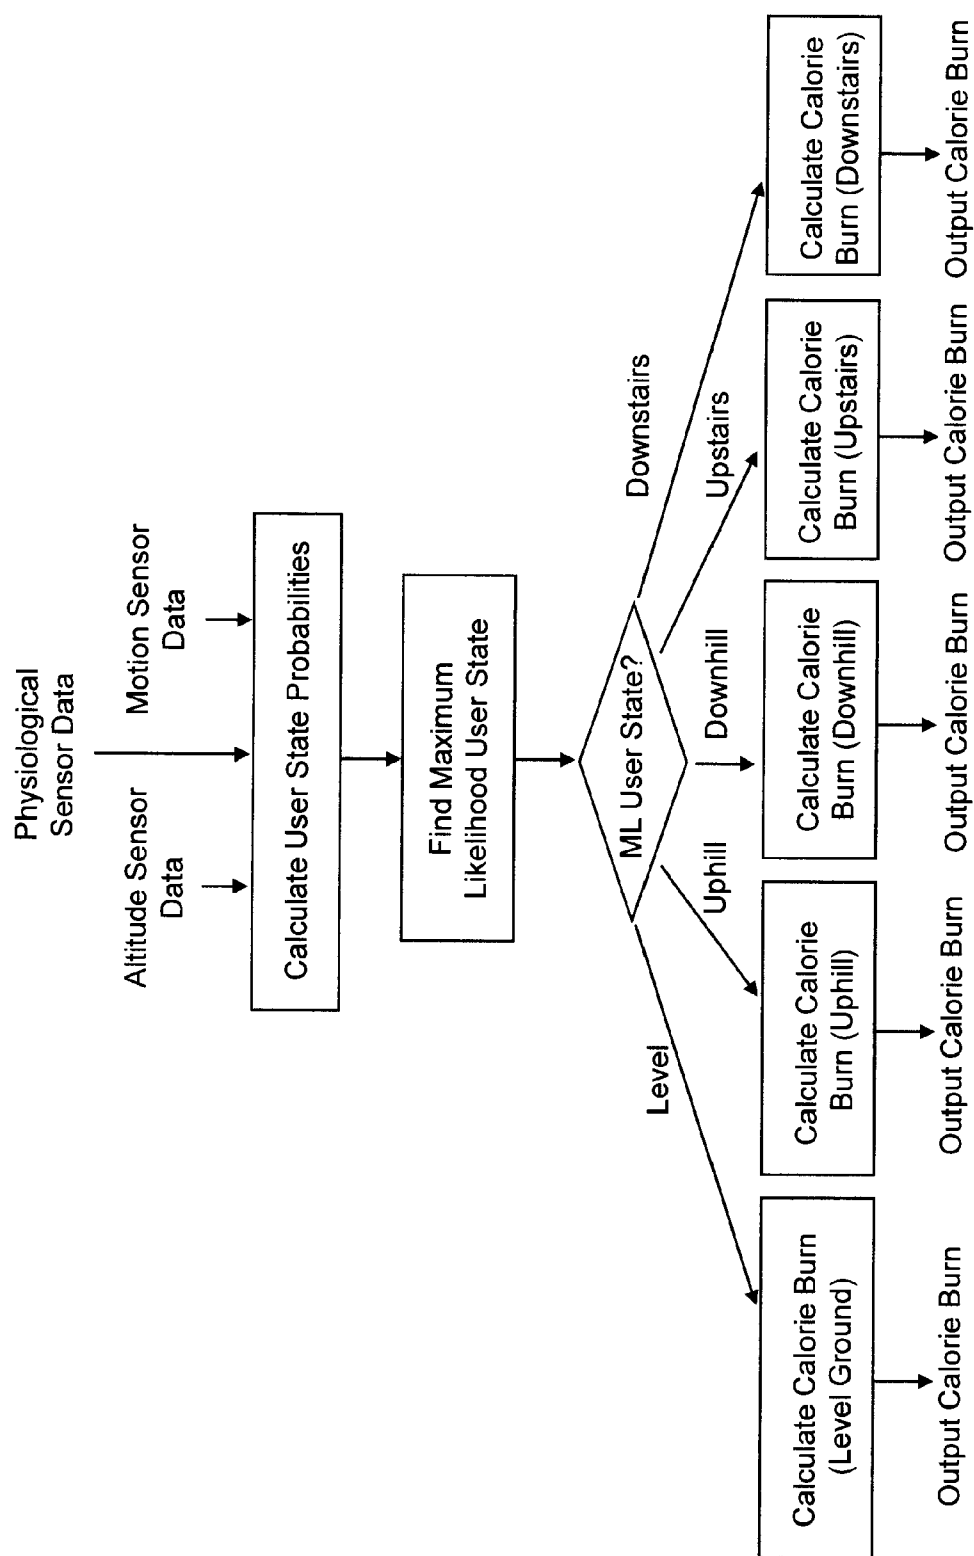 Physiological
Sensor Data
Altitude Sensor
Data
Motion Sensor
Data
Calculate User State Probabilities
Find Maximum
Likelihood User State
ML User State?
Level
Uphill
Downhill
Upstairs
Downstairs
Calculate Calorie Burn
(Level Ground)
Calculate Calorie
Burn (Uphill)
Calculate Calorie
Burn (Downhill)
Calculate Calorie
Burn (Upstairs)
Calculate Calorie
Burn (Downstairs)
Output Calorie Burn
Output Calorie Burn
Output Calorie Burn
Output Calorie Burn
Output Calorie Burn